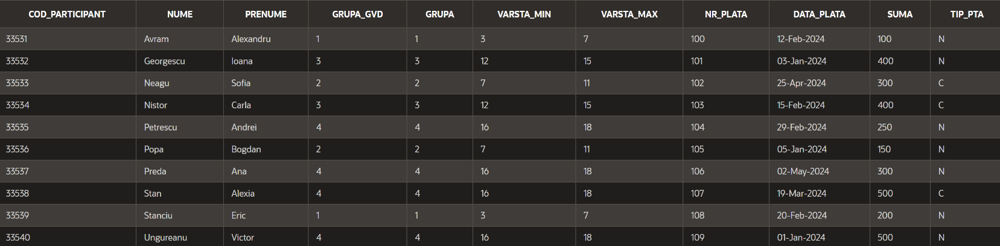 COD_PARTICIPANT NUME PRENUME GRUPA_GVD GRUPA VARSTA_MIN VARSTA_MAX NR_PLATA DATA_PLATA SUMA TIP_PTA
33531 Avram Alexandru 1 1 3 7 100 12-Feb-2024 100 N
33532 Georgescu Ioana 3 3 12 15 101 03-Jan-2024 400 N
33533 Neagu Sofia 2 2 7 11 102 25-Apr-2024 300 C
33534 Nistor Carla 3 3 12 15 103 15-Feb-2024 400 C
33535 Petrescu Andrei 4 4 16 18 104 29-Feb-2024 250 N
33536 Popa Bogdan 2 2 7 11 105 05-Jan-2024 150 N
33537 Preda Ana 4 4 16 18 106 02-May-2024 300 N
33538 Stan Alexia 4 4 16 18 107 19-Mar-2024 500 C
33539 Stanciu Eric 1 1 3 7 108 20-Feb-2024 200 N
33540 Ungureanu Victor 4 4 16 18 109 01-Jan-2024 500 N